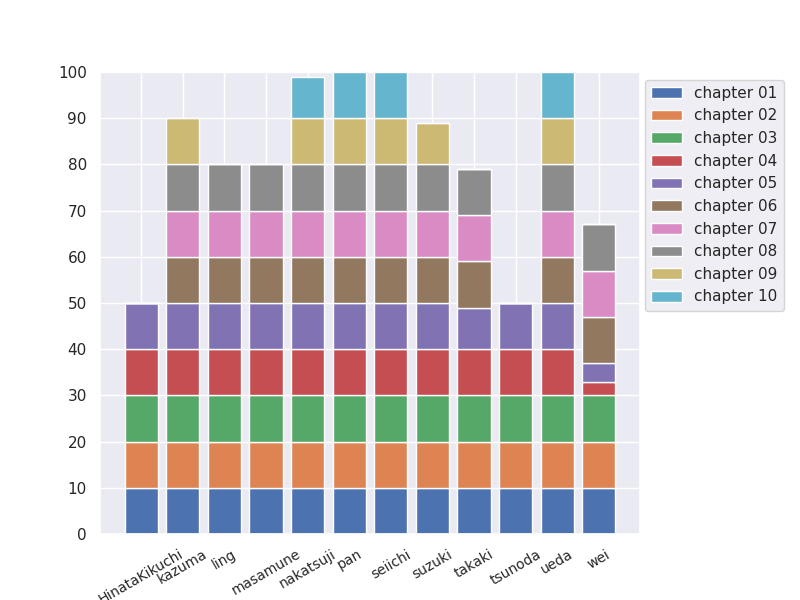 100
90
80
70
60
50
40
30
20
10
0
HinataKikuchi
kazuma
ling
masamune
nakatsuji
pan
seiichi
suzuki
takaki
tsunoda
ueda
wei
chapter 01
chapter 02
chapter 03
chapter 04
chapter 05
chapter 06
chapter 07
chapter 08
chapter 09
chapter 10